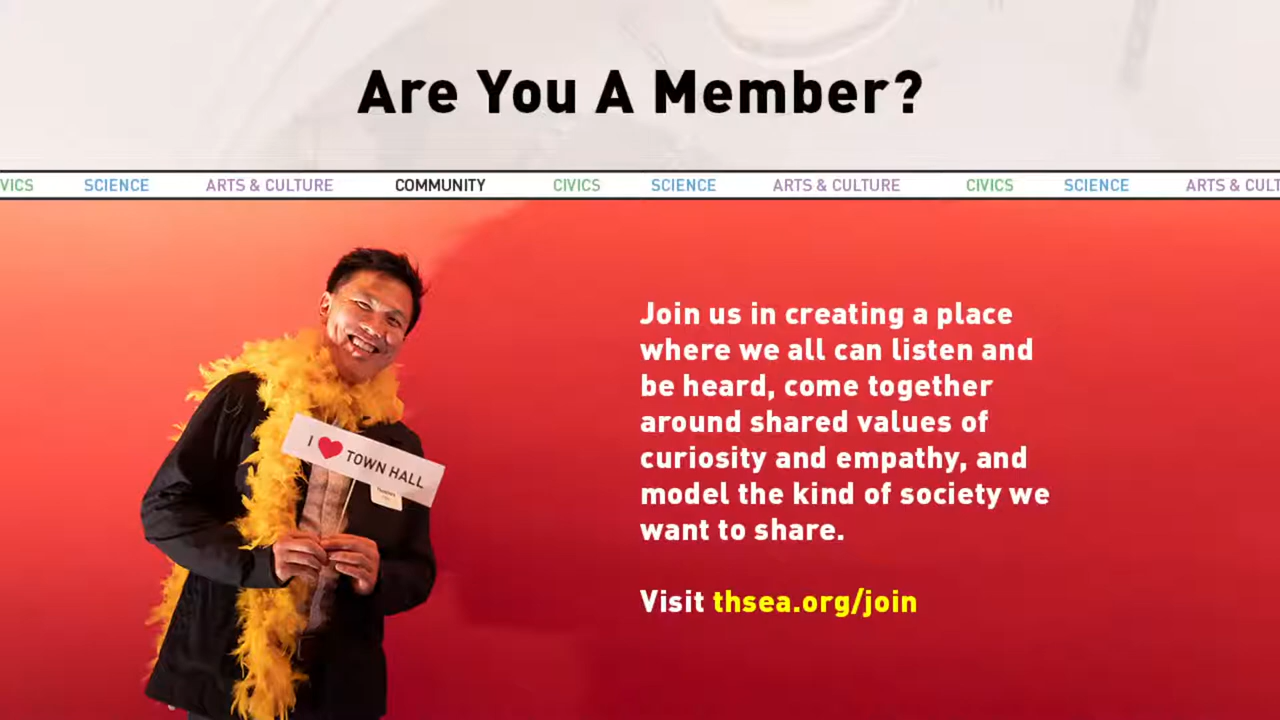 Are You A Member?
VICS SCIENCE ARTS & CULTURE COMMUNITY CIVICS SCIENCE ARTS & CULTURE CIVICS SCIENCE ARTS & CULT
Join us in creating a place
where we all can listen and
be heard, come together
around shared values of
curiosity and empathy, and
model the kind of society we
want to share.
Visit thsea.org/join
I ❤ TOWN HALL